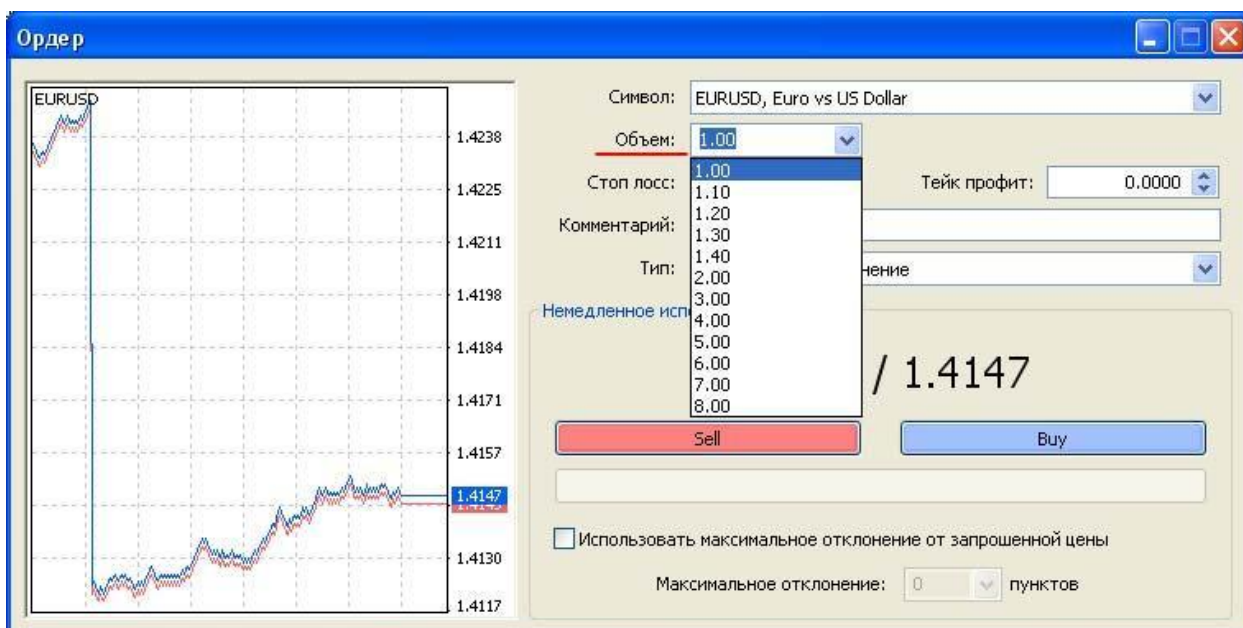 Ордер
EURUSD
1.4238
1.4225
1.4211
1.4198
1.4184
1.4171
1.4157
1.4147
1.4130
1.4117
Символ: EURUSD, Euro vs US Dollar
Объем: 1.00
1.00
1.10
1.20
1.30
1.40
2.00
3.00
4.00
5.00
6.00
7.00
8.00
Стоп лосс: Тейк профит: 0.0000
Комментарий:
Тип: нение
Немедленное исп
/ 1.4147
Sell Buy
Использовать максимальное отклонение от запрошенной цены
Максимальное отклонение: 0 пунктов